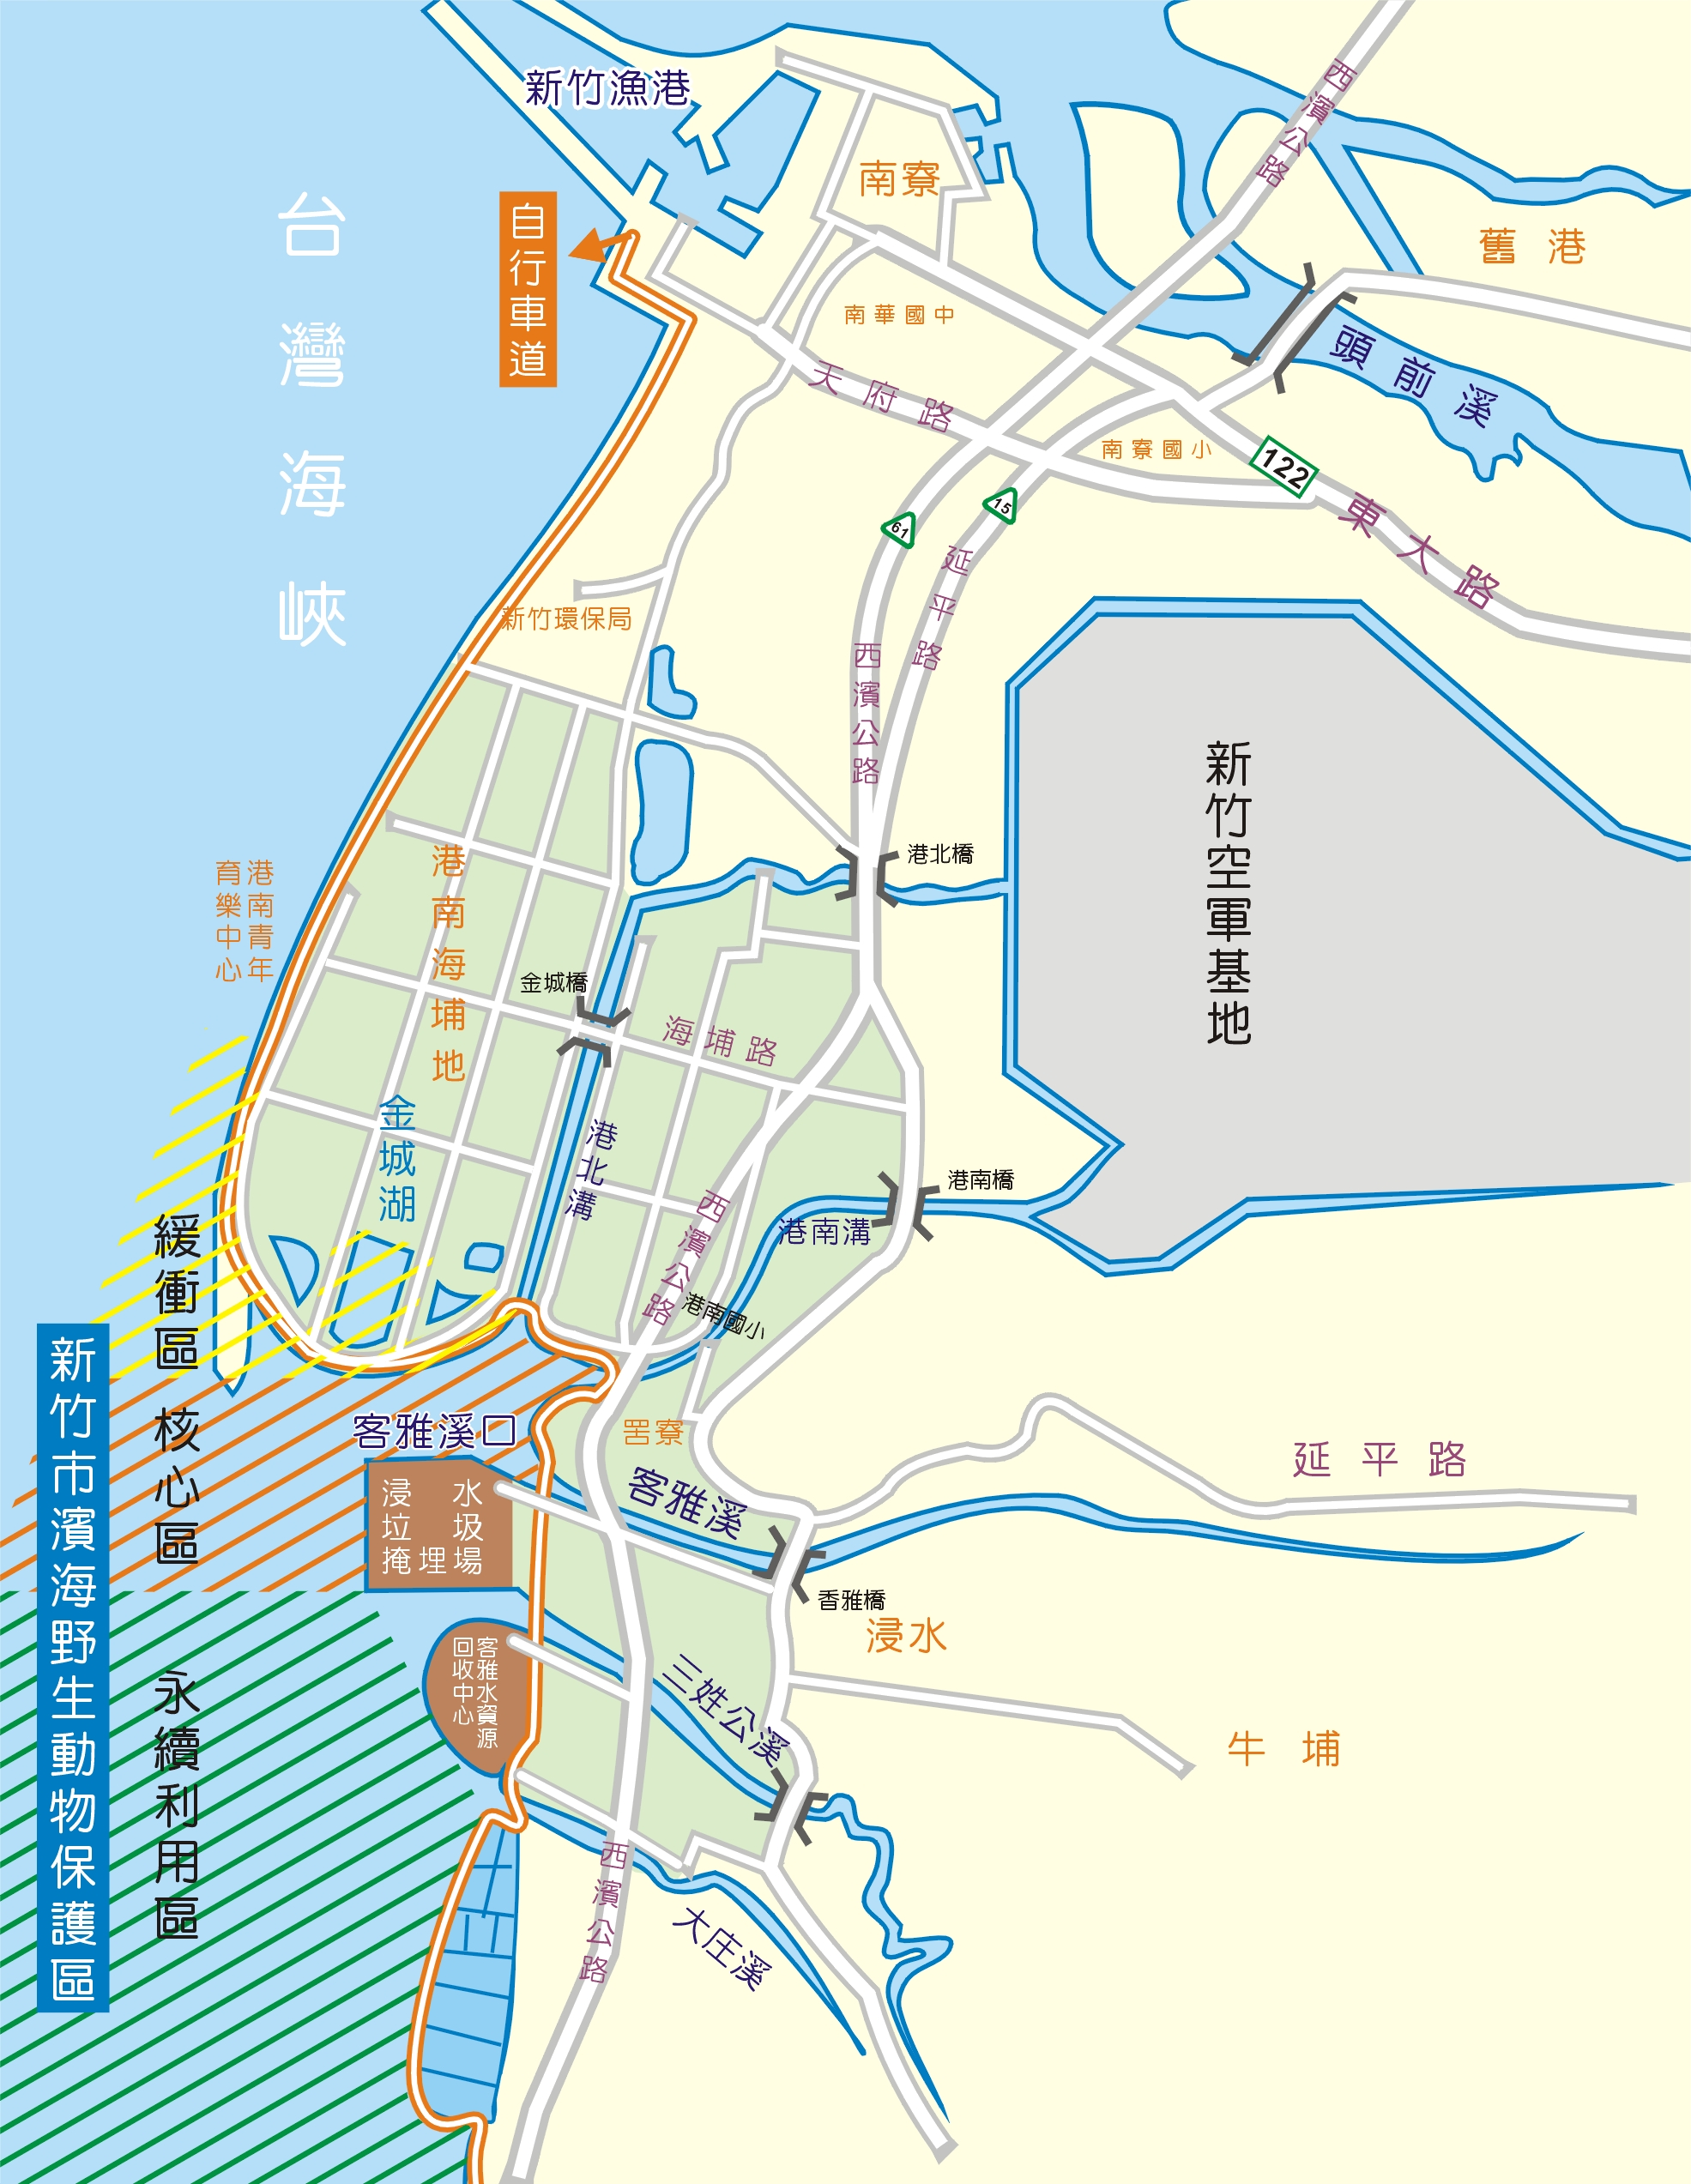 新竹漁港
西濱公路
南寮
台灣海峽
自行車道
舊港
南華國中
頭前溪
天府路
南寮國小
122
東大路
61
15
延平路
新竹環保局
西濱公路
新竹空軍基地
港北橋
港南海埔地
港南青年
育樂中心
金城橋
海埔路
金城湖
港北溝
港南橋
西濱公路
港南溝
緩衝區
港南國小
新竹市濱海野生動物保護區
核心區
客雅溪口
罟寮
延平路
浸水
垃圾
掩埋場
客雅溪
香雅橋
浸水
客雅水資源
回收中心
三姓公溪
永續利用區
牛埔
西濱公路
大庄溪